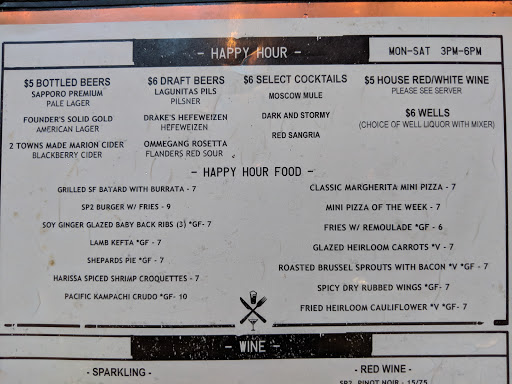 - HAPPY HOUR -
MON-SAT 3PM-6PM
$5 BOTTLED BEERS
SAPPORO PREMIUM
PALE LAGER
FOUNDER'S SOLID GOLD
AMERICAN LAGER
2 TOWNS MADE MARION CIDER
BLACKBERRY CIDER
$6 DRAFT BEERS
LAGUNITAS PILS
PILSNER
DRAKE'S HEFEWEIZEN
HEFEWEIZEN
OMMEGANG ROSETTA
FLANDERS RED SOUR
$6 SELECT COCKTAILS
MOSCOW MULE
DARK AND STORMY
RED SANGRIA
$5 HOUSE RED/WHITE WINE
PLEASE SEE SERVER
$6 WELLS
(CHOICE OF WELL LIQUOR WITH MIXER)
- HAPPY HOUR FOOD -
GRILLED SF BATARD WITH BURRATA - 7
SP2 BURGER W/ FRIES - 9
SOY GINGER GLAZED BABY BACK RIBS (3) *GF- 7
LAMB KEFTA *GF - 7
SHEPARDS PIE *GF - 7
HARISSA SPICED SHRIMP CROQUETTES - 7
PACIFIC KAMPACHI CRUDO *GF- 10
CLASSIC MARGHERITA MINI PIZZA - 7
MINI PIZZA OF THE WEEK - 7
FRIES W/ REMOULADE *GF - 6
GLAZED HEIRLOOM CARROTS *V - 7
ROASTED BRUSSEL SPROUTS WITH BACON *V *GF- 7
SPICY DRY RUBBED WINGS *GF- 7
FRIED HEIRLOOM CAULIFLOWER *V *GF- 7
- WINE -
- SPARKLING -
- RED WINE -
SP2 PINOT NOIR - 15/75